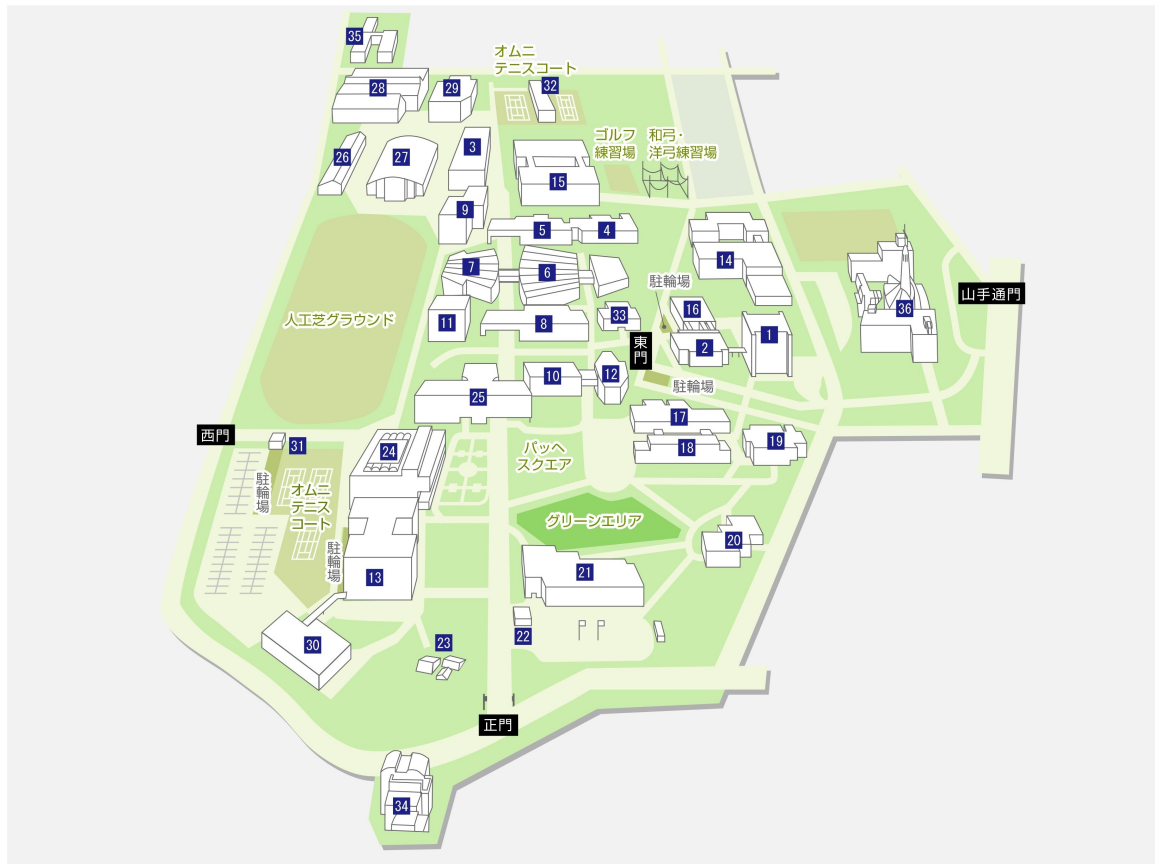 35
オムニ
テニスコート
28
29
32
ゴルフ
練習場
和弓・
洋弓練習場
3
26
27
15
9
5
4
7
6
14
駐輪場
山手通門
16
36
人工芝グラウンド
11
8
33
東門
2
1
10
12
駐輪場
25
17
西門
31
24
パッヘ
スクエア
18
19
駐輪場
オムニ
テニス
コート
グリーンエリア
20
駐輪場
13
21
30
23
22
正門
34